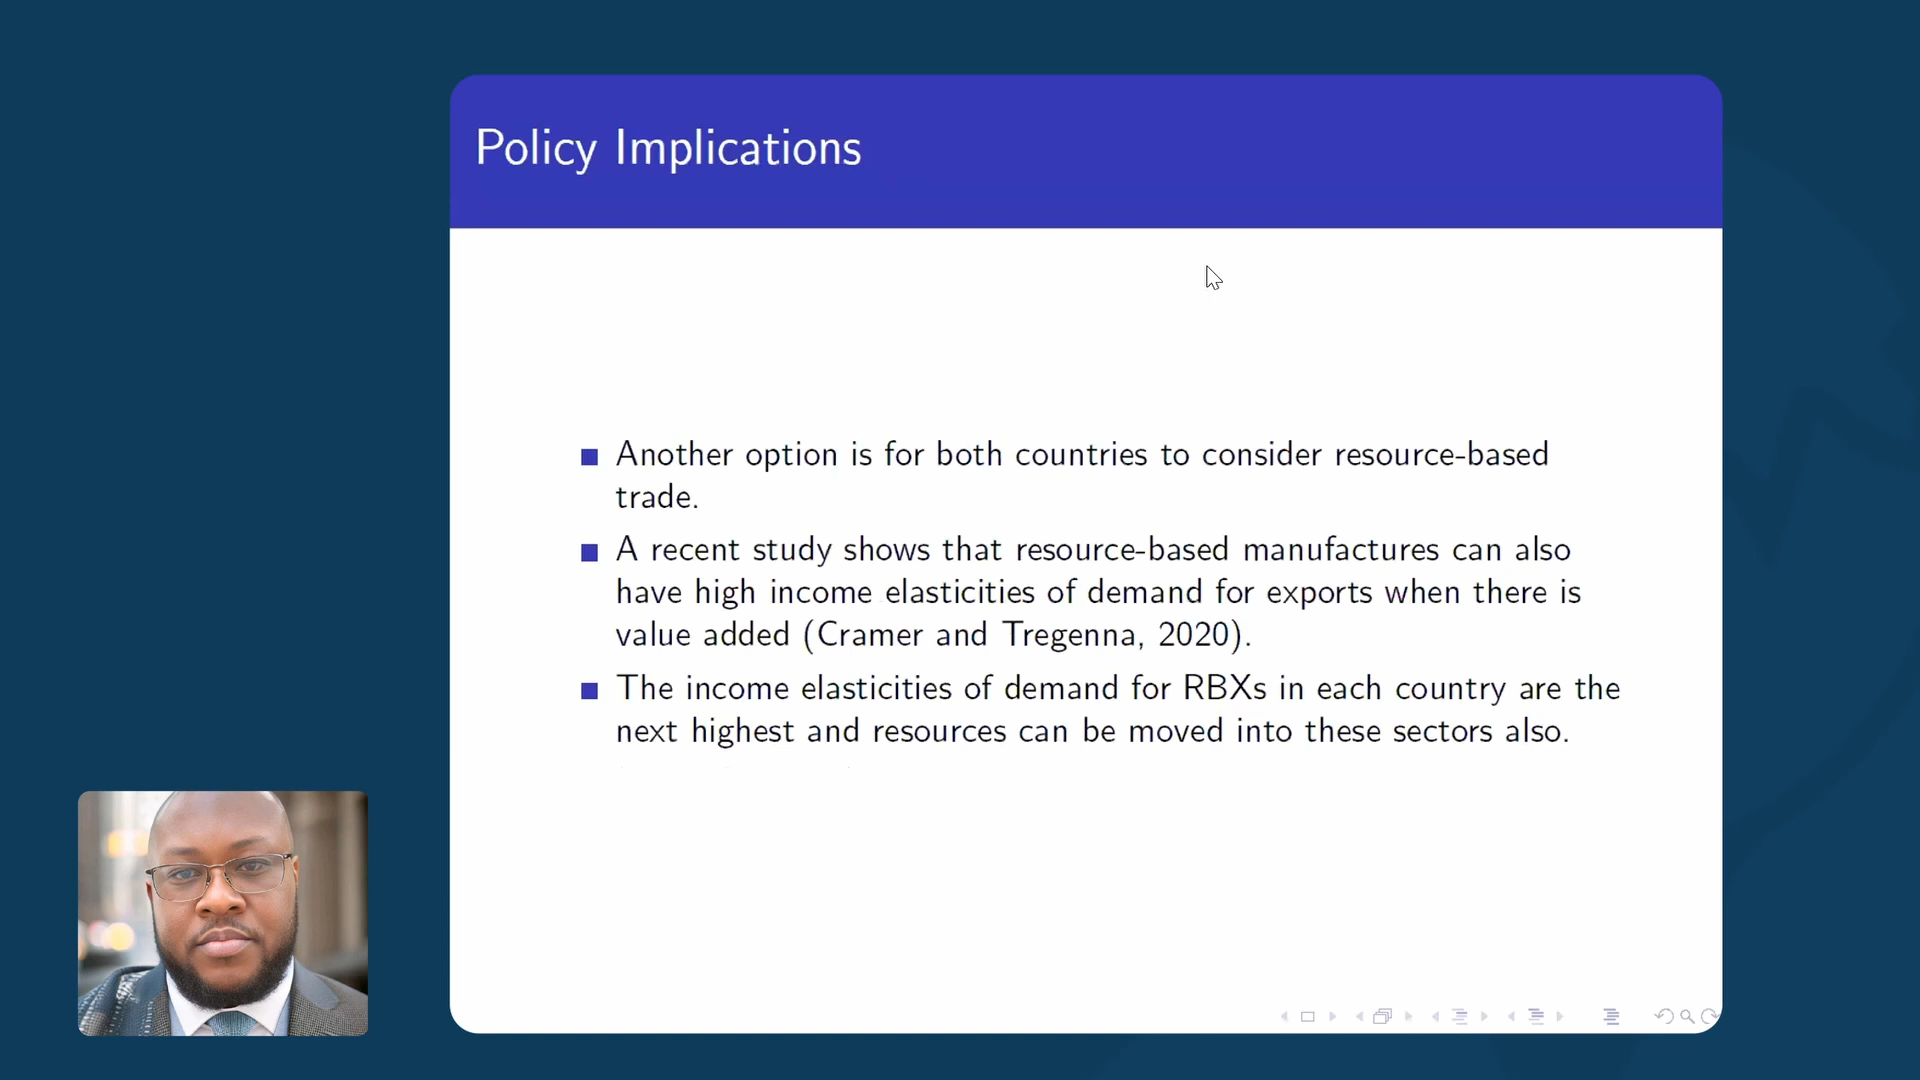 Policy Implications
Another option is for both countries to consider resource-based
trade.
A recent study shows that resource-based manufactures can also
have high income elasticities of demand for exports when there is
value added (Cramer and Tregenna, 2020).
The income elasticities of demand for RBXs in each country are the
next highest and resources can be moved into these sectors also.